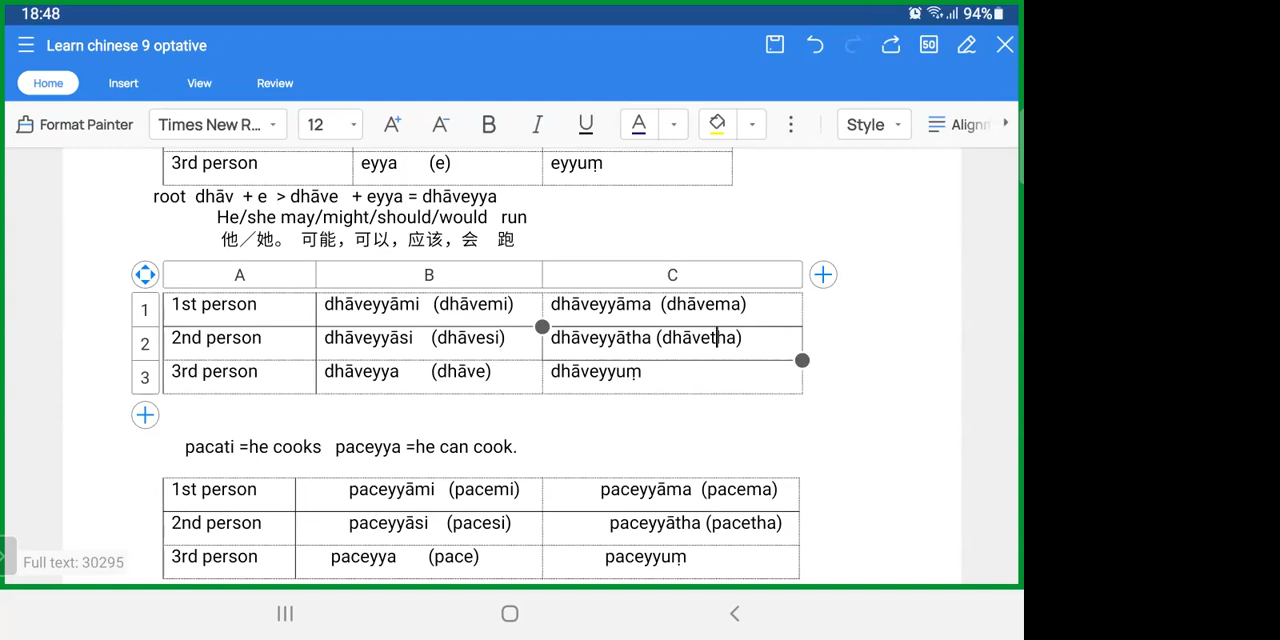 18:48 94%
Learn chinese 9 optative 50
Home Insert View Review
Format Painter Times New R... 12 A+ A- B I U A Style Alignm
3rd person eyya (e) eyyuṃ
root dhāv + e > dhāve + eyya = dhāveyya
He/she may/might/should/would run
他／她。 可能，可以，应该，会 跑
A B C
1 1st person dhāveyyāmi (dhāvemi) dhāveyyāma (dhāvema)
2 2nd person dhāveyyāsi (dhāvesi) dhāveyyātha (dhāvetha)
3 3rd person dhāveyya (dhāve) dhāveyyuṃ
pacati =he cooks paceyya =he can cook.
1st person paceyyāmi (pacemi) paceyyāma (pacema)
2nd person paceyyāsi (pacesi) paceyyātha (pacetha)
3rd person paceyya (pace) paceyyuṃ
Full text: 30295